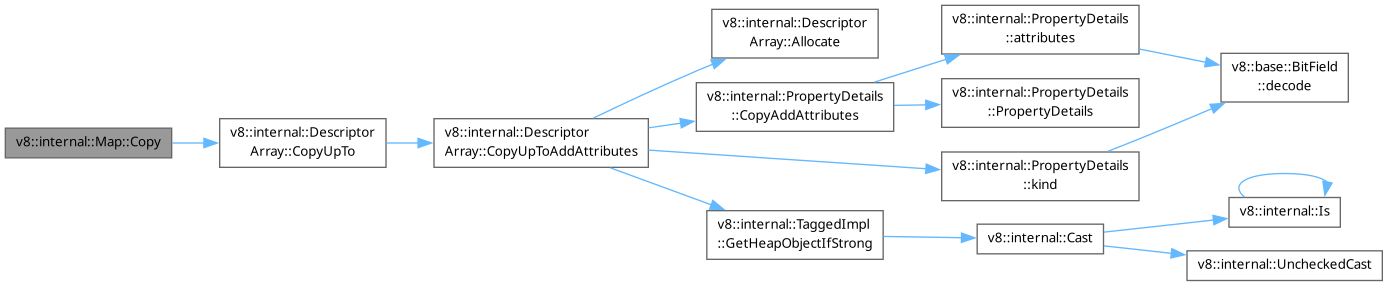 v8::internal::Map::Copy
v8::internal::Descriptor
Array::CopyUpTo
v8::internal::Descriptor
Array::CopyUpToAddAttributes
v8::internal::Descriptor
Array::Allocate
v8::internal::PropertyDetails
::CopyAddAttributes
v8::internal::PropertyDetails
::attributes
v8::internal::PropertyDetails
::PropertyDetails
v8::internal::PropertyDetails
::kind
v8::base::BitField
::decode
v8::internal::TaggedImpl
::GetHeapObjectIfStrong
v8::internal::Cast
v8::internal::Is
v8::internal::UncheckedCast